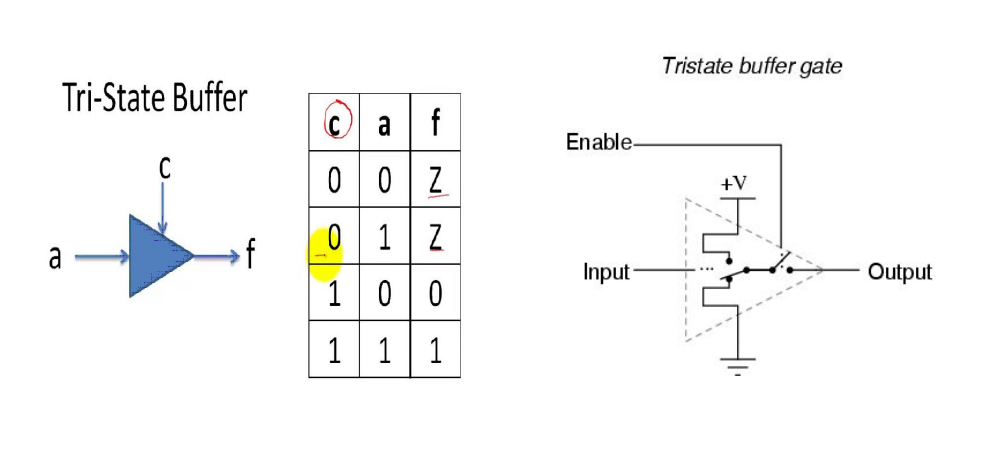 Tri-State Buffer
c
a
f
c a f
0 0 Z
0 1 Z
1 0 0
1 1 1
Tristate buffer gate
Enable
+V
Input
...
Output